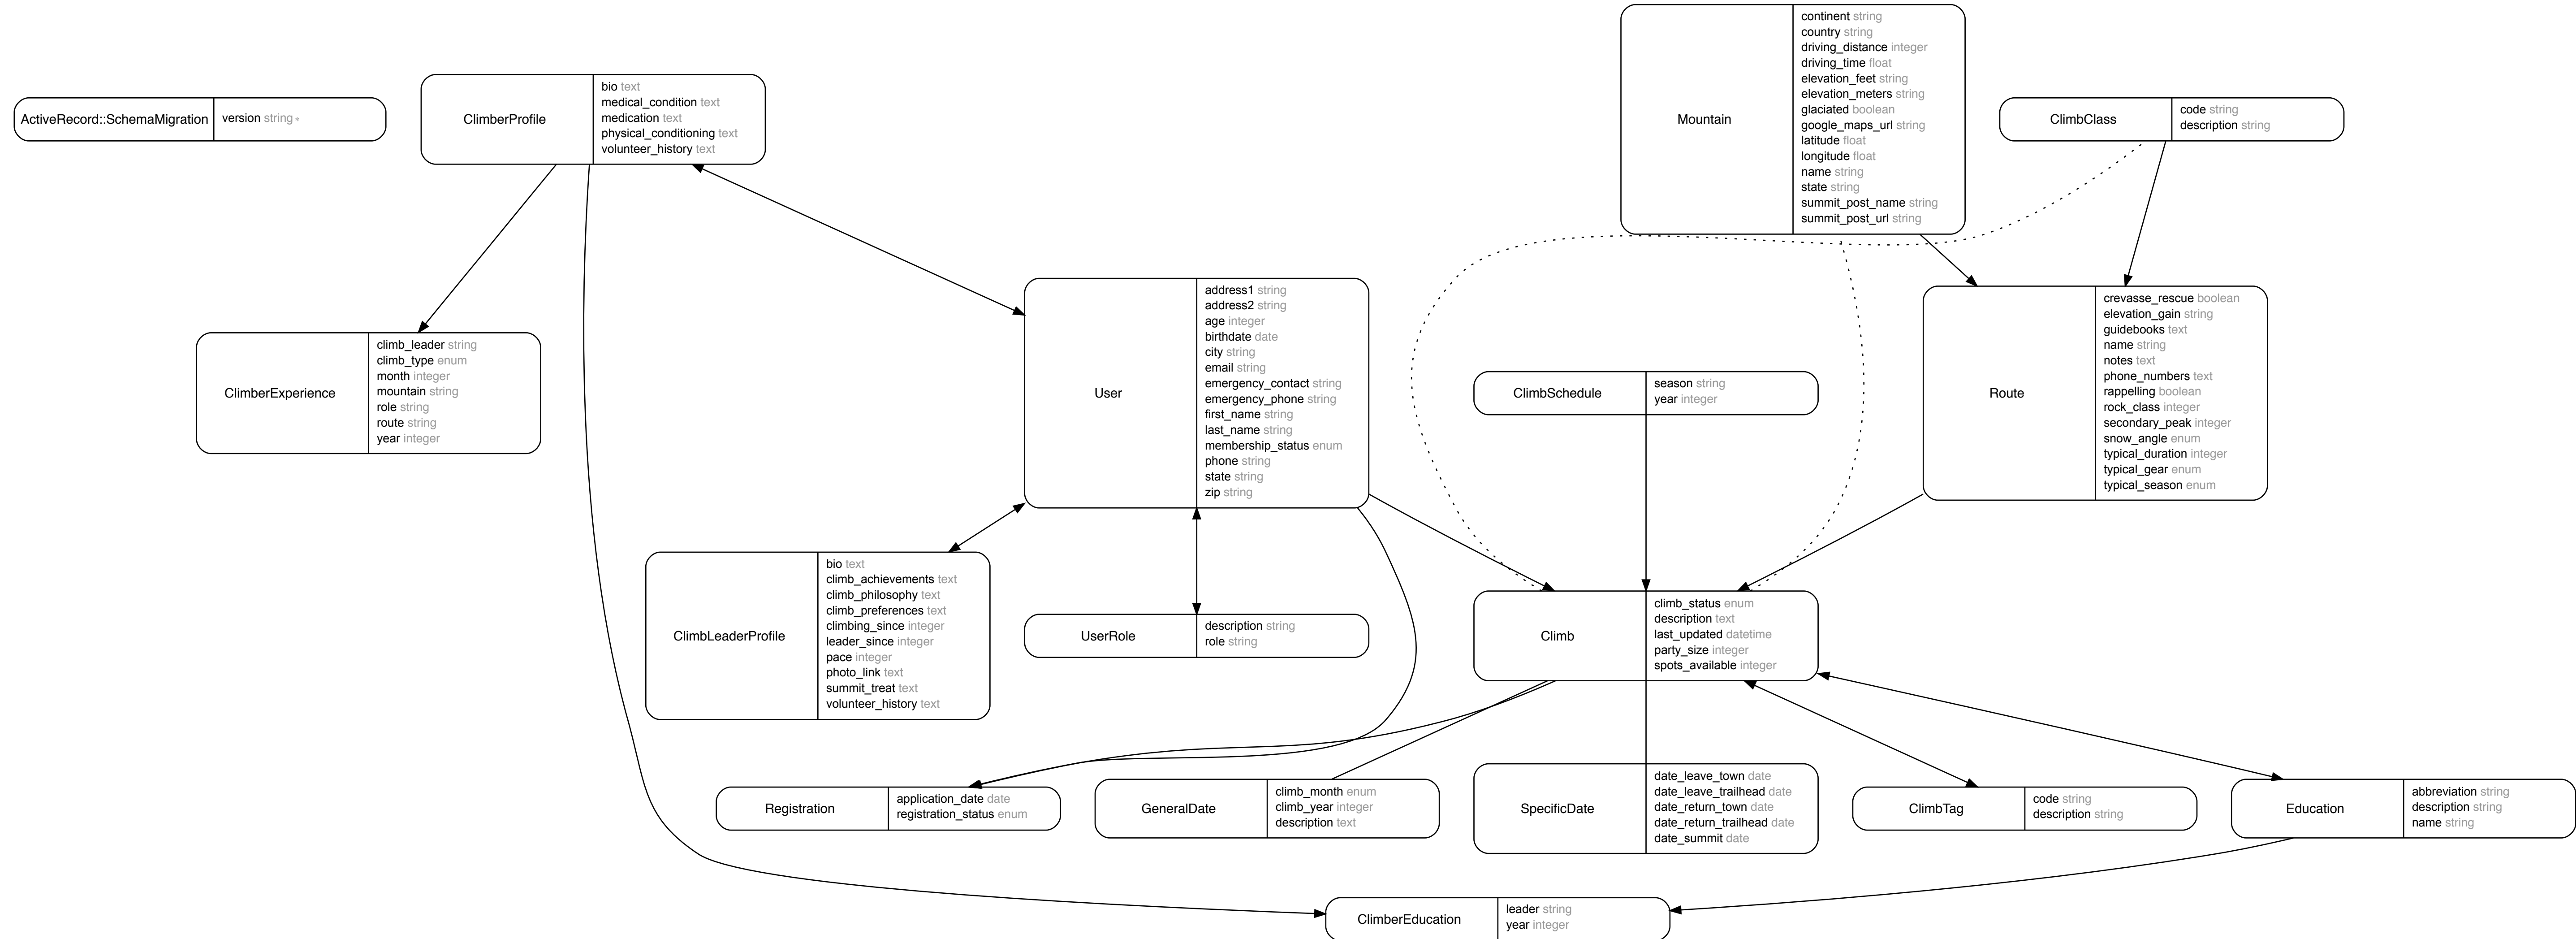 ActiveRecord::SchemaMigration
version string *
ClimberProfile
bio text
medical_condition text
medication text
physical_conditioning text
volunteer_history text
Mountain
continent string
country string
driving_distance integer
driving_time float
elevation_feet string
elevation_meters string
glaciated boolean
google_maps_url string
latitude float
longitude float
name string
state string
summit_post_name string
summit_post_url string
ClimbClass
code string
description string
ClimberExperience
climb_leader string
climb_type enum
month integer
mountain string
role string
route string
year integer
User
address1 string
address2 string
age integer
birthdate date
city string
email string
emergency_contact string
emergency_phone string
first_name string
last_name string
membership_status enum
phone string
state string
zip string
ClimbSchedule
season string
year integer
Route
crevasse_rescue boolean
elevation_gain string
guidebooks text
name string
notes text
phone_numbers text
rappelling boolean
rock_class integer
secondary_peak integer
snow_angle enum
typical_duration integer
typical_gear enum
typical_season enum
ClimbLeaderProfile
bio text
climb_achievements text
climb_philosophy text
climb_preferences text
climbing_since integer
leader_since integer
pace integer
photo_link text
summit_treat text
volunteer_history text
UserRole
description string
role string
Climb
climb_status enum
description text
last_updated datetime
party_size integer
spots_available integer
Registration
application_date date
registration_status enum
GeneralDate
climb_month enum
climb_year integer
description text
SpecificDate
date_leave_town date
date_leave_trailhead date
date_return_town date
date_return_trailhead date
date_summit date
ClimbTag
code string
description string
Education
abbreviation string
description string
name string
ClimberEducation
leader string
year integer